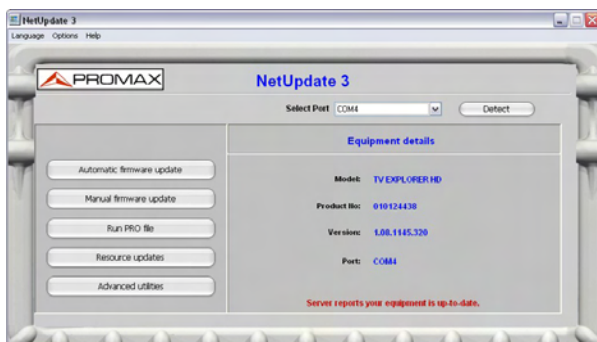 NetUpdate 3
Language Options Help
PROMAX
NetUpdate 3
Select Port COM4 Detect
Equipment details
Automatic firmware update
Manual firmware update
Run PRO file
Resource updates
Advanced utilities
Model: TV EXPLORER HD
Product No: 010124438
Version: 1.08.1145.320
Port: COM4
Server reports your equipment is up-to-date.